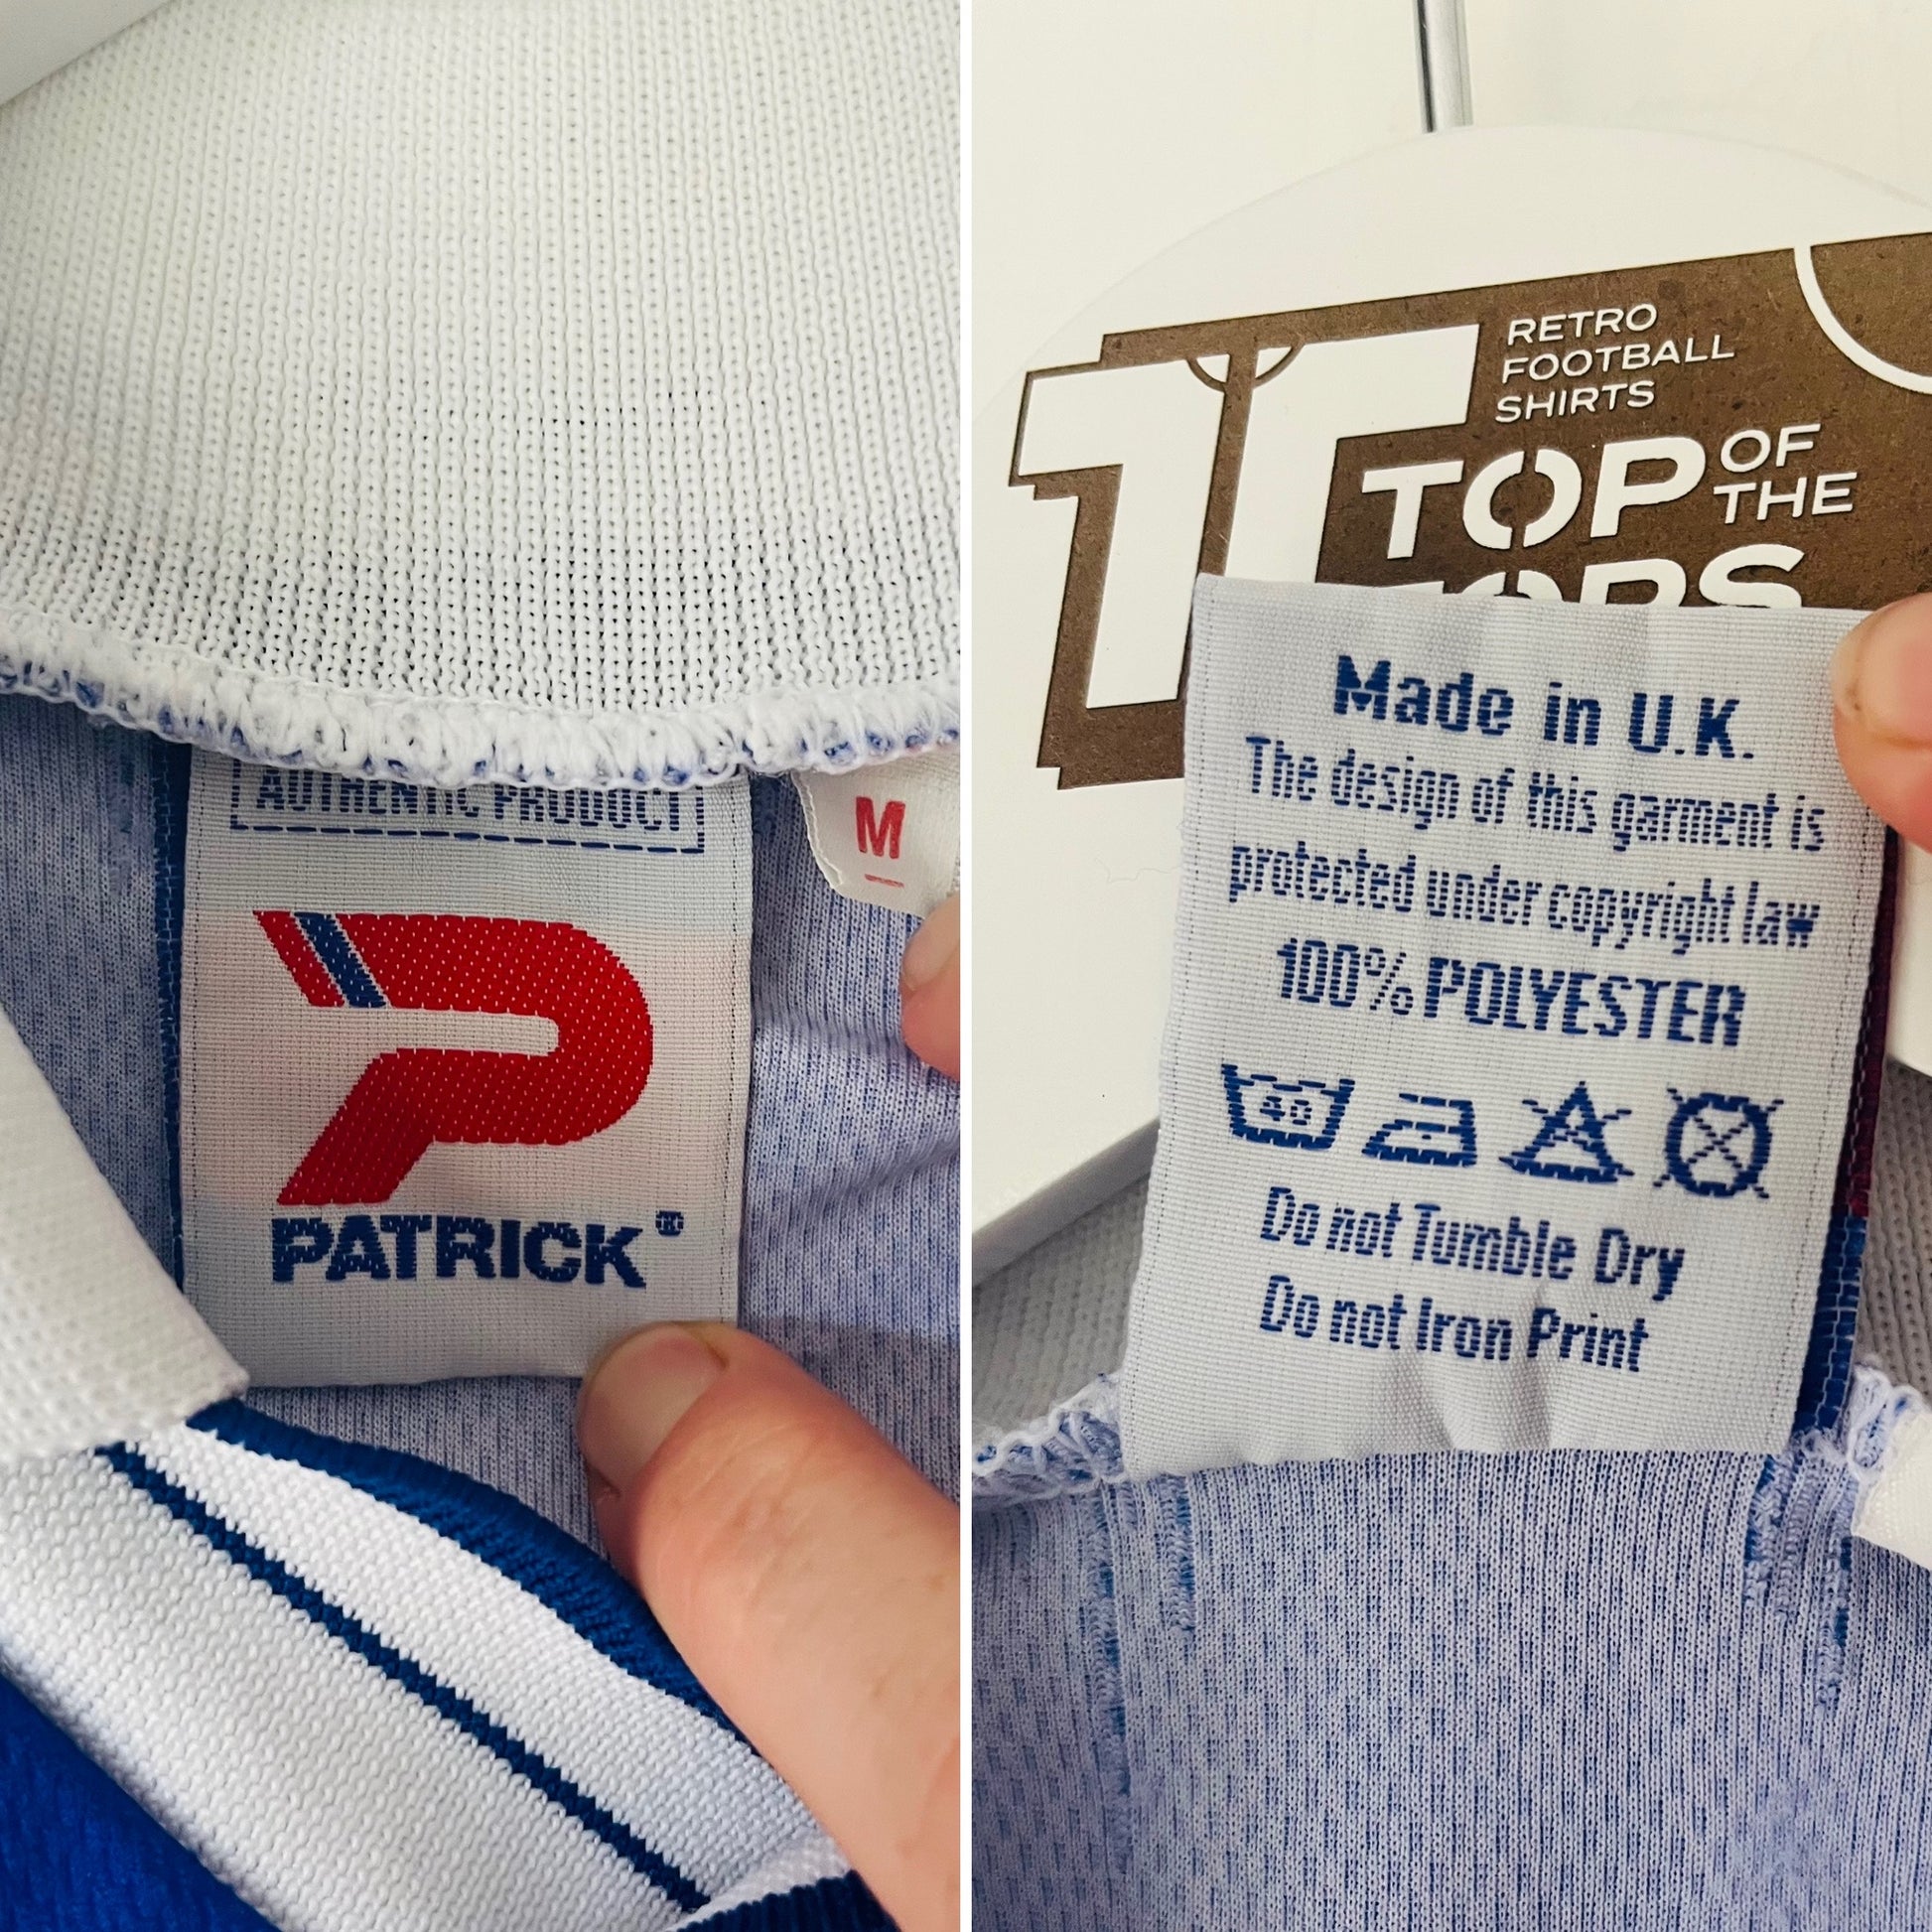 AUTHENTIC PRODUCT
M
PATRICK®
RETRO
FOOTBALL
SHIRTS
TOP OF THE
TOPS
Made in U.K.
The design of this garment is
protected under copyright law
100% POLYESTER
40
Do not Tumble Dry
Do not Iron Print